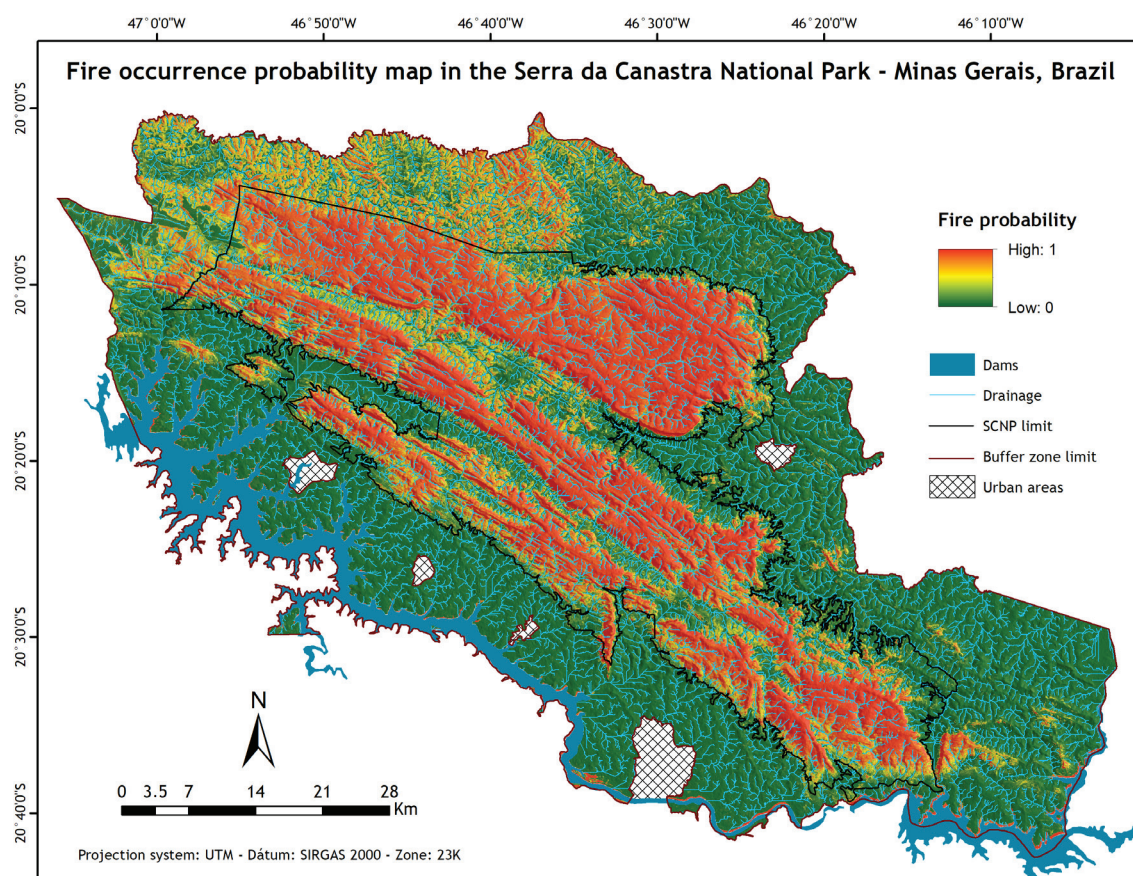 47°0'0"W 46°50'0"W 46°40'0"W 46°30'0"W 46°20'0"W 46°10'0"W
Fire occurrence probability map in the Serra da Canastra National Park - Minas Gerais, Brazil
20°0'0"S
20°10'0"S
20°20'0"S
20°30'0"S
20°40'0"S
Fire probability
High: 1
Low: 0
Dams
Drainage
SCNP limit
Buffer zone limit
Urban areas
N
0 3.5 7 14 21 28
Km
Projection system: UTM - Dátum: SIRGAS 2000 - Zone: 23K